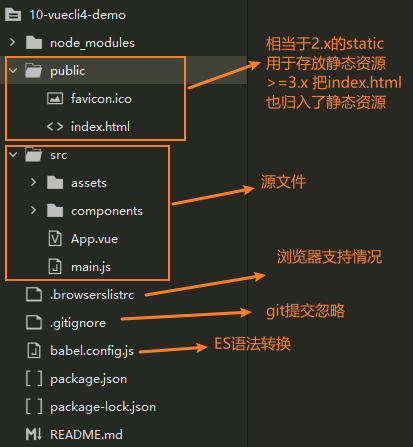 10-vuecli4-demo
node_modules
public
相当于2.x的static
用于存放静态资源
>=3.x 把index.html
也归入了静态资源
favicon.ico
index.html
src
源文件
assets
components
App.vue
main.js
浏览器支持情况
.browserslistrc
git提交忽略
.gitignore
ES语法转换
babel.config.js
package.json
package-lock.json
README.md